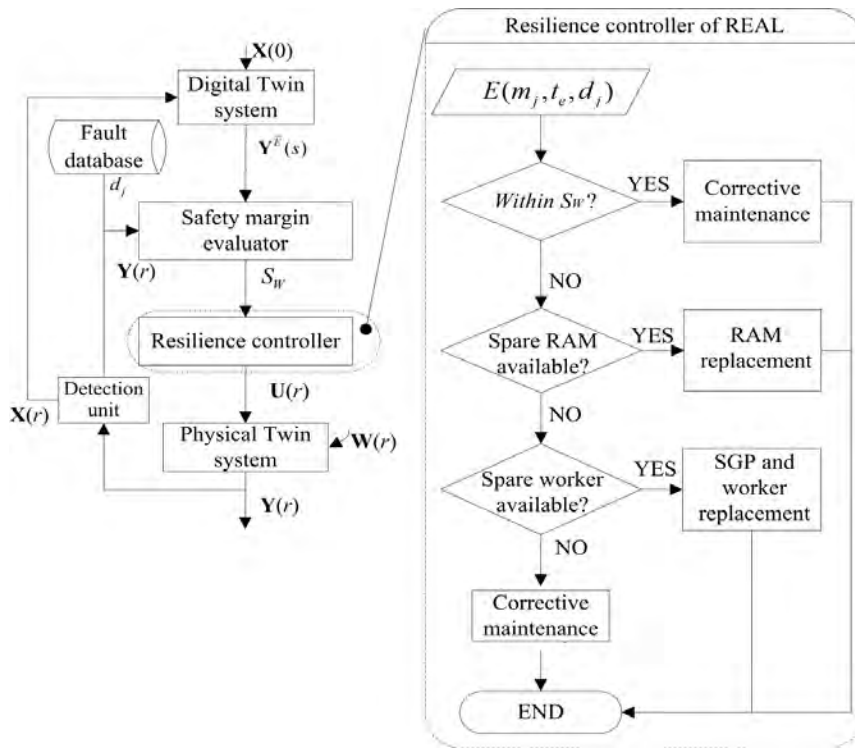 X(0)
Digital Twin
system
Fault
database
d_j
Y^Ē(s)
Safety margin
evaluator
Y(r)
S_W
Resilience controller
U(r)
Detection
unit
X(r)
Physical Twin
system
W(r)
Y(r)
Resilience controller of REAL
E(m_j, t_e, d_j)
Within S_W?
YES
Corrective
maintenance
NO
Spare RAM
available?
YES
RAM
replacement
NO
Spare worker
available?
YES
SGP and
worker
replacement
NO
Corrective
maintenance
END